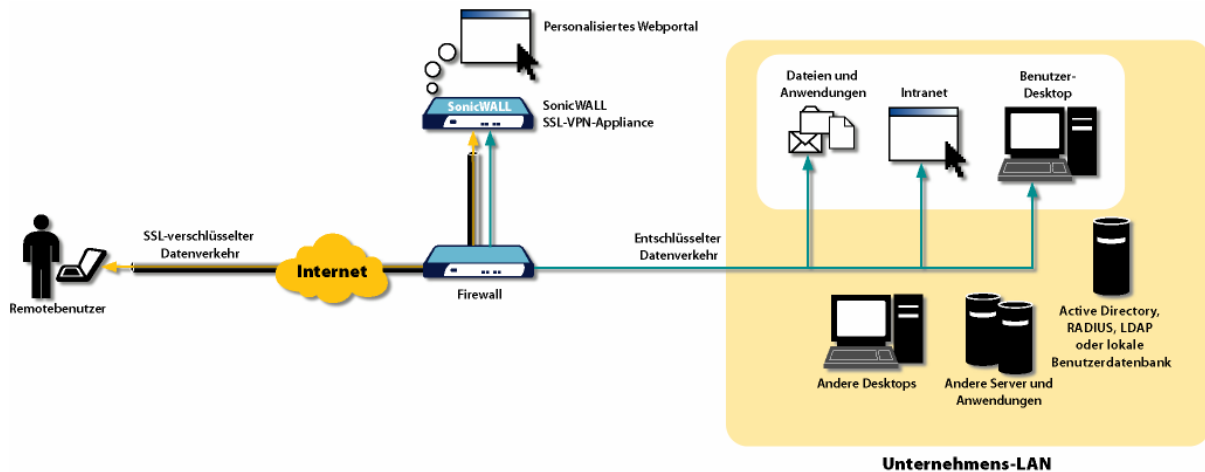 Personalisiertes Webportal
SonicWALL
SonicWALL
SSL-VPN-Appliance
Dateien und
Anwendungen
Intranet
Benutzer-
Desktop
SSL-verschlüsselter
Datenverkehr
Internet
Remotebenutzer
Firewall
Entschlüsselter
Datenverkehr
Andere Desktops
Andere Server und
Anwendungen
Active Directory,
RADIUS, LDAP
oder lokale
Benutzerdatenbank
Unternehmens-LAN